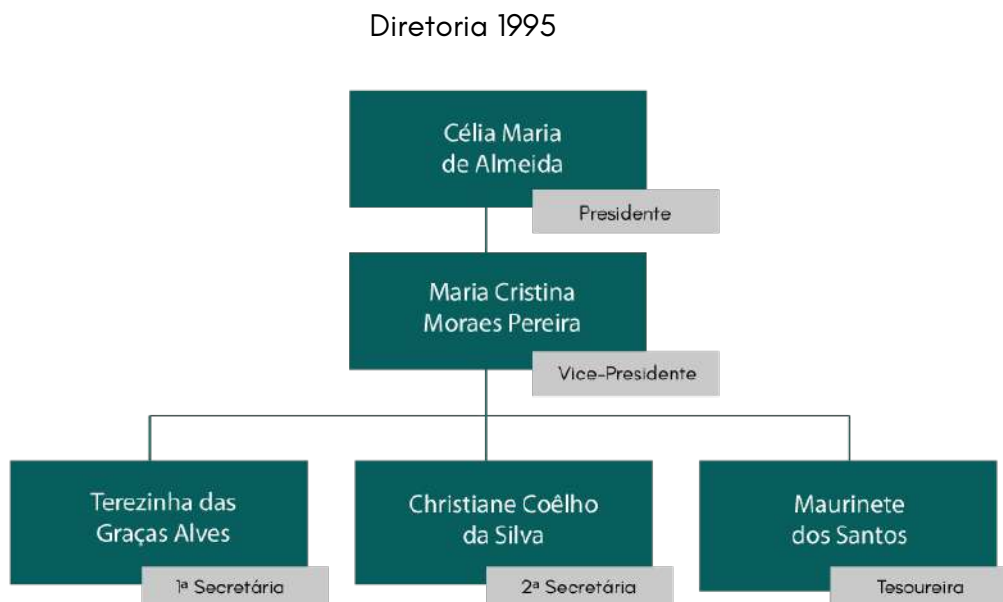 Diretoria 1995
Célia Maria
de Almeida
Presidente
Maria Cristina
Moraes Pereira
Vice-Presidente
Terezinha das
Graças Alves
1ª Secretária
Christiane Coêlho
da Silva
2ª Secretária
Maurinete
dos Santos
Tesoureira